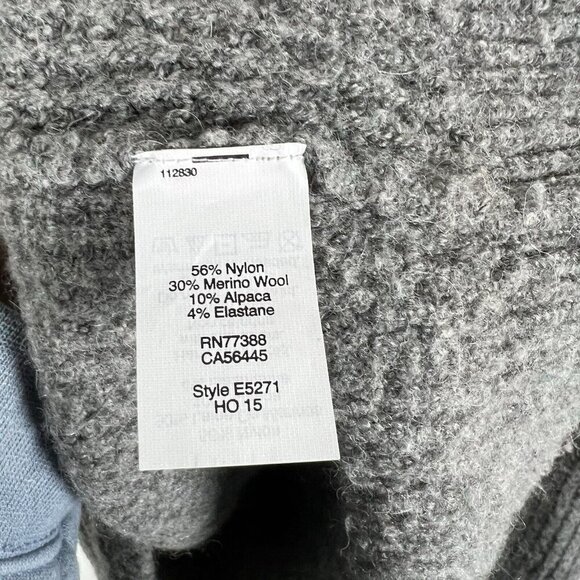 112830
56% Nylon
30% Merino Wool
10% Alpaca
4% Elastane
RN77388
CA56445
Style E5271
HO 15